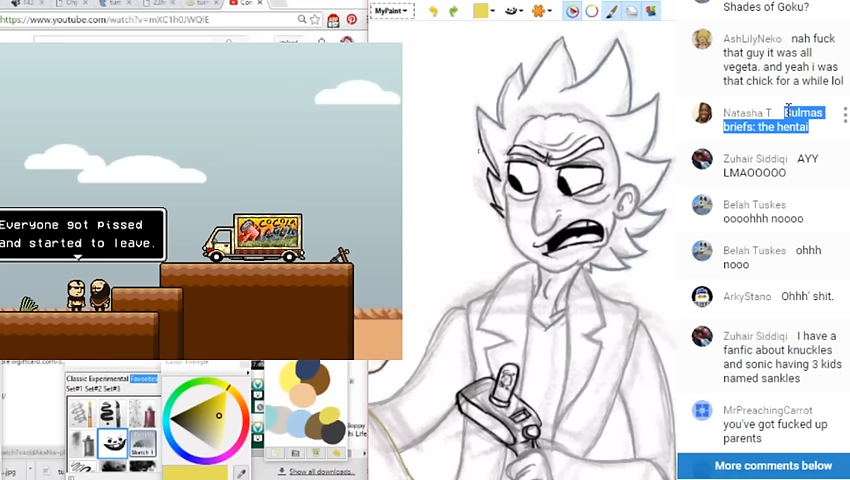 https://www.youtube.com/watch?v=mXC1h0JWQIE
MyPaint
Everyone got pissed
and started to leave.
Classic Experimental Favorites
Set#1 Set#2 Set#3
Sketch 1
Show all downloads...
Shades of Goku?
AshLilyNeko nah fuck
that guy it was all
vegeta. and yeah i was
that chick for a while lol
Natasha T Bulmas
briefs: the hentai
Zuhair Siddiqi AYY
LMAOOOOO
Belah Tuskes
oooohhh noooo
Belah Tuskes ohhh
nooo
ArkyStano Ohhh' shit.
Zuhair Siddiqi I have a
fanfic about knuckles
and sonic having 3 kids
named sankles
MrPreachingCarrot
you've got fucked up
parents
More comments below